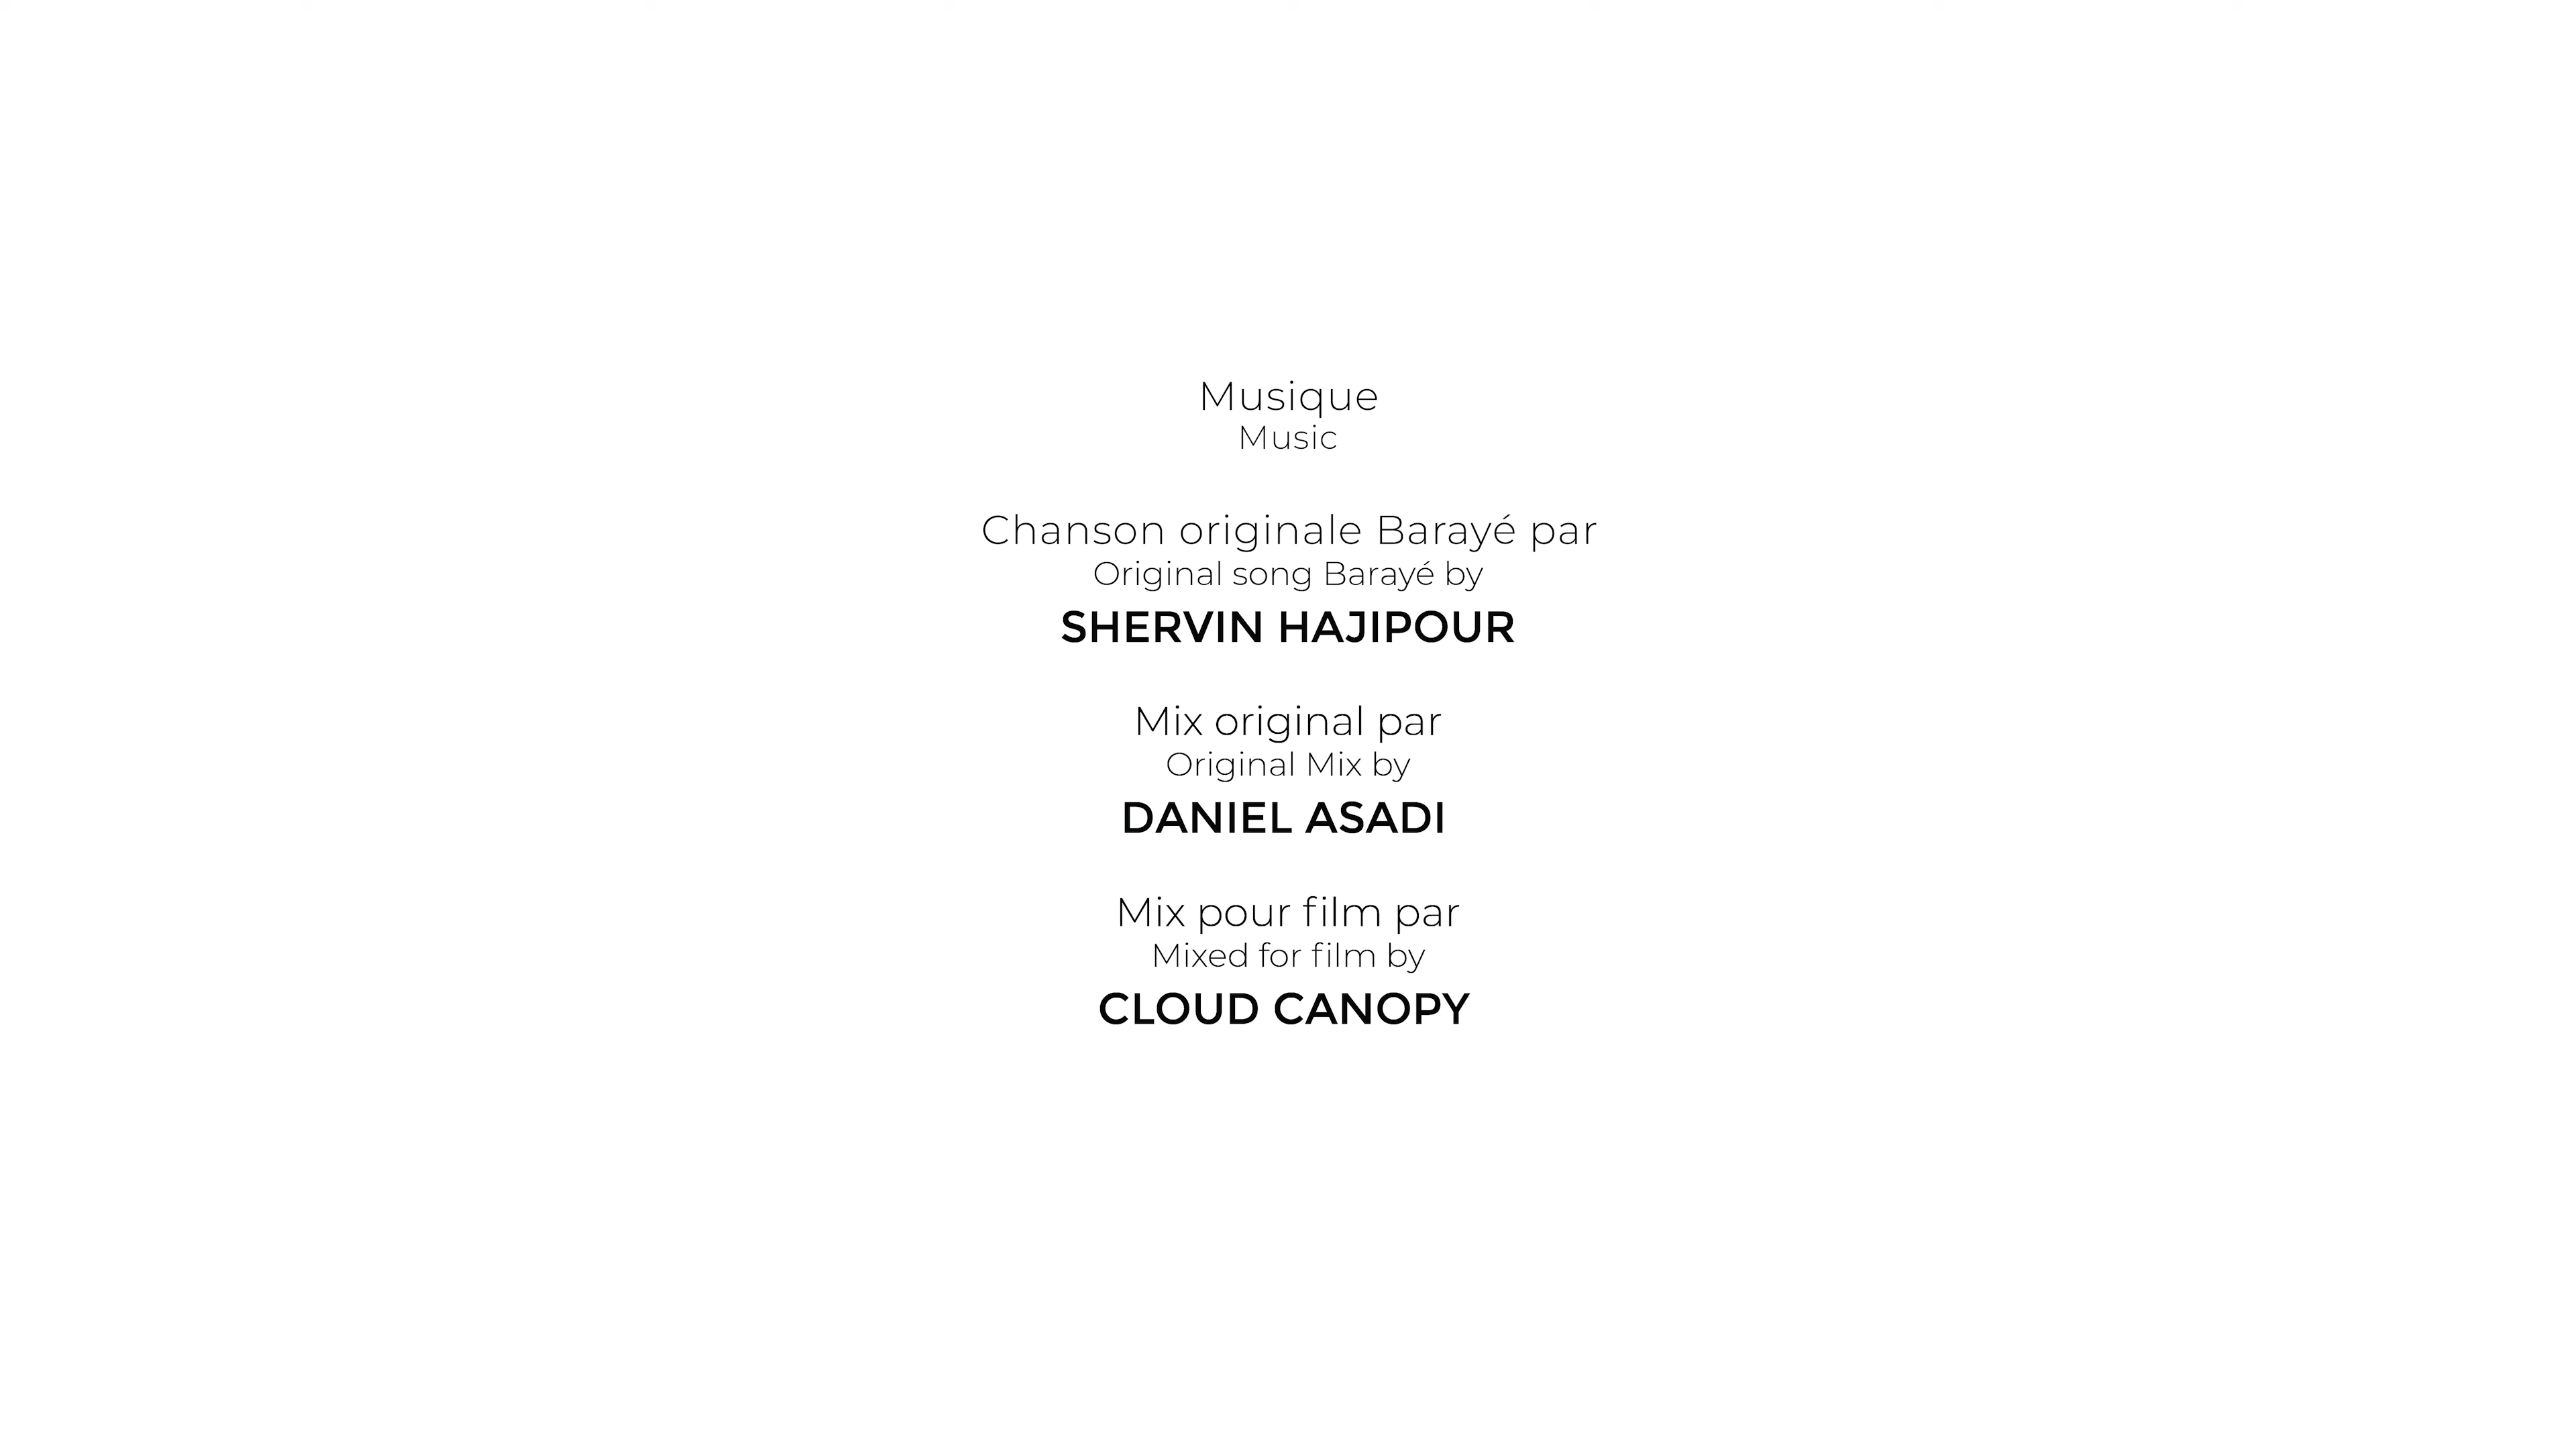 Musique
Music
Chanson originale Barayé par
Original song Barayé by
SHERVIN HAJIPOUR
Mix original par
Original Mix by
DANIEL ASADI
Mix pour film par
Mixed for film by
CLOUD CANOPY